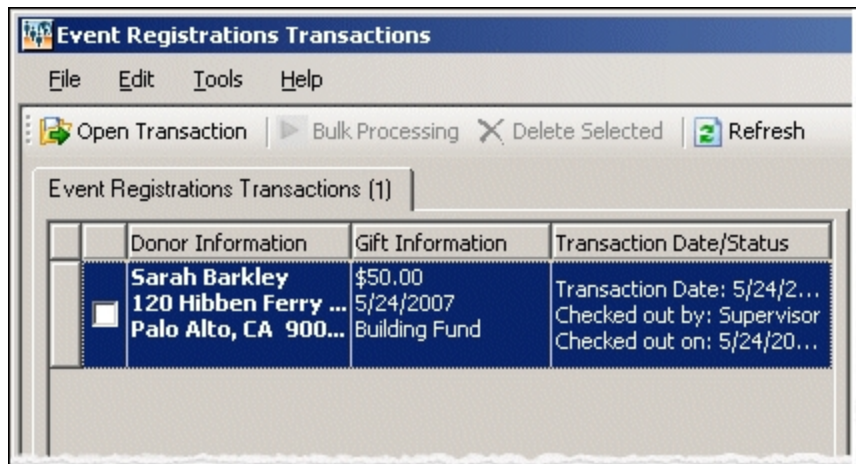 Event Registrations Transactions
File Edit Tools Help
Open Transaction Bulk Processing Delete Selected Refresh
Event Registrations Transactions (1)
Donor Information Gift Information Transaction Date/Status
Sarah Barkley $50.00 Transaction Date: 5/24/2...
120 Hibben Ferry ... 5/24/2007 Checked out by: Supervisor
Palo Alto, CA 900... Building Fund Checked out on: 5/24/20...